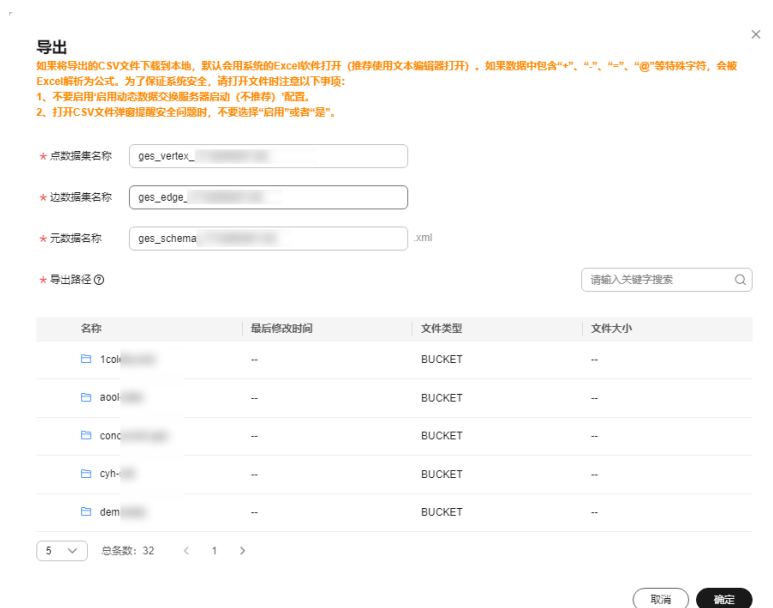 导出
如果将导出的CSV文件下载到本地，默认会用系统的Excel软件打开（推荐使用文本编辑器打开）。如果数据中包含“+”、“-”、“=”、“@”等特殊字符，会被
Excel解析为公式。为了保证系统安全，请打开文件时注意以下事项：
1、不要启用‘启用动态数据交换服务器启动（不推荐）’配置。
2、打开CSV文件弹窗提醒安全问题时，不要选择“启用”或者“是”。
* 点数据集名称 ges_vertex_
* 边数据集名称 ges_edge_
* 元数据名称 ges_schema .xml
* 导出路径 ? 请输入关键字搜索
名称 最后修改时间 文件类型 文件大小
1col -- BUCKET --
aool -- BUCKET --
conc -- BUCKET --
cyh- -- BUCKET --
dem -- BUCKET --
5 总条数：32 < 1 >
取消 确定